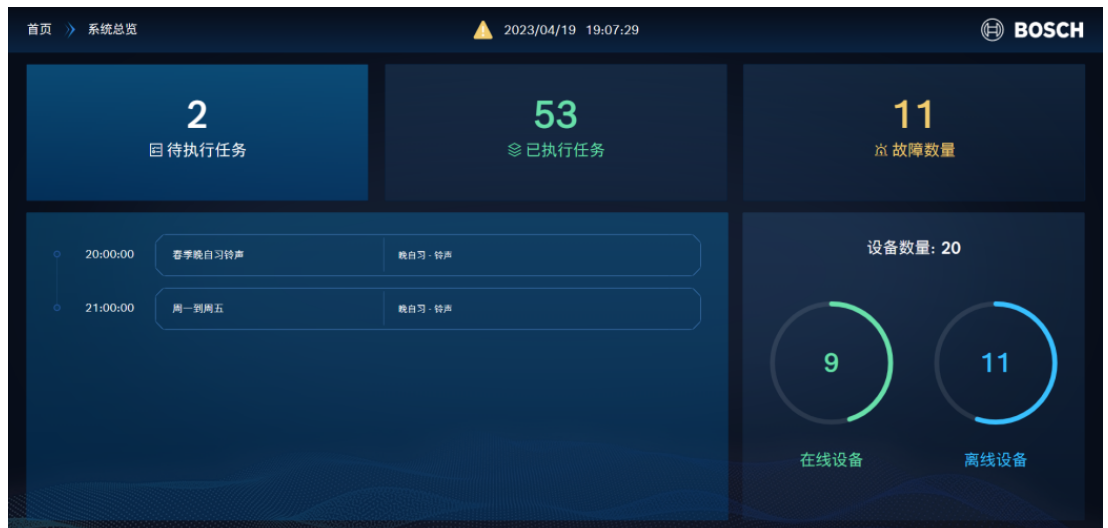 首页 》 系统总览 2023/04/19 19:07:29 BOSCH
2 53 11
待执行任务 已执行任务 故障数量
设备数量: 20
20:00:00 春季晚自习铃声 晚自习 - 铃声
21:00:00 周一到周五 晚自习 - 铃声
9 11
在线设备 离线设备